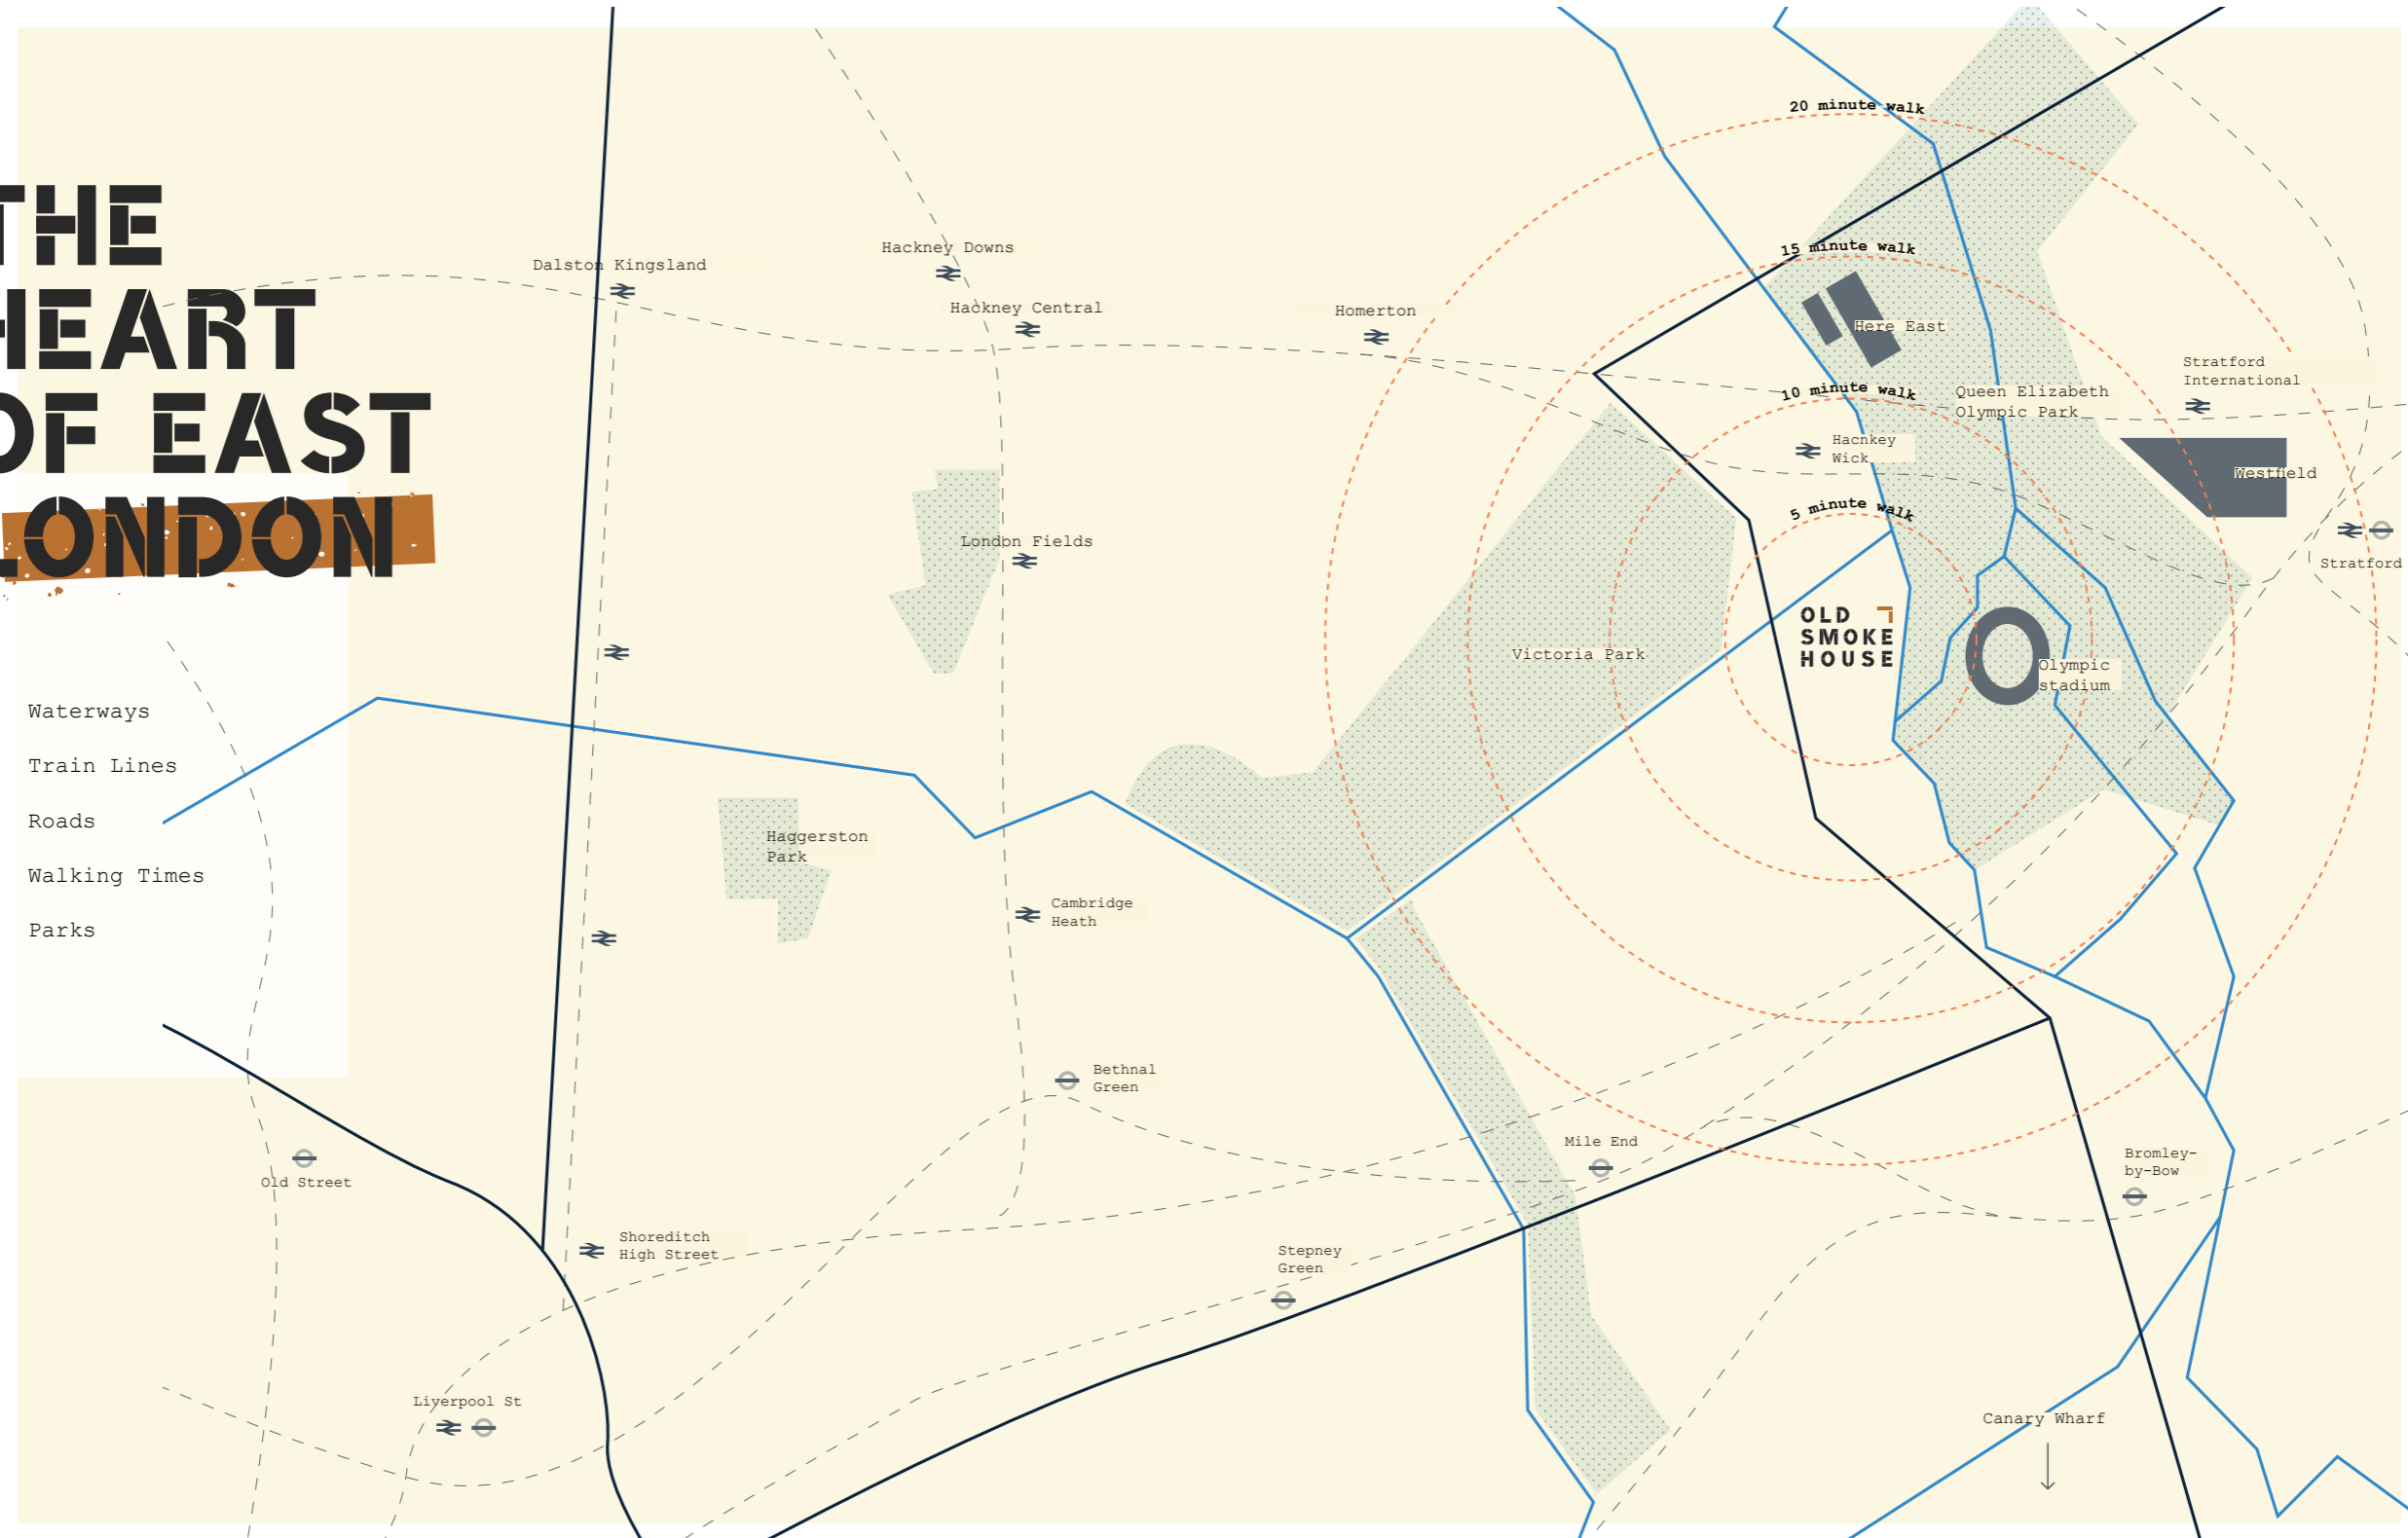 THE
HEART
OF EAST
LONDON
Waterways
Train Lines
Roads
Walking Times
Parks
20 minute walk
15 minute walk
10 minute walk
5 minute walk
Dalston Kingsland
Hackney Downs
Hackney Central
Homerton
Here East
Stratford
International
Queen Elizabeth
Olympic Park
Hacnkey
Wick
Westfield
Stratford
London Fields
OLD
SMOKE
HOUSE
Victoria Park
Olympic
stadium
Haggerston
Park
Cambridge
Heath
Bethnal
Green
Mile End
Bromley-
by-Bow
Old Street
Shoreditch
High Street
Stepney
Green
Liverpool St
Canary Wharf